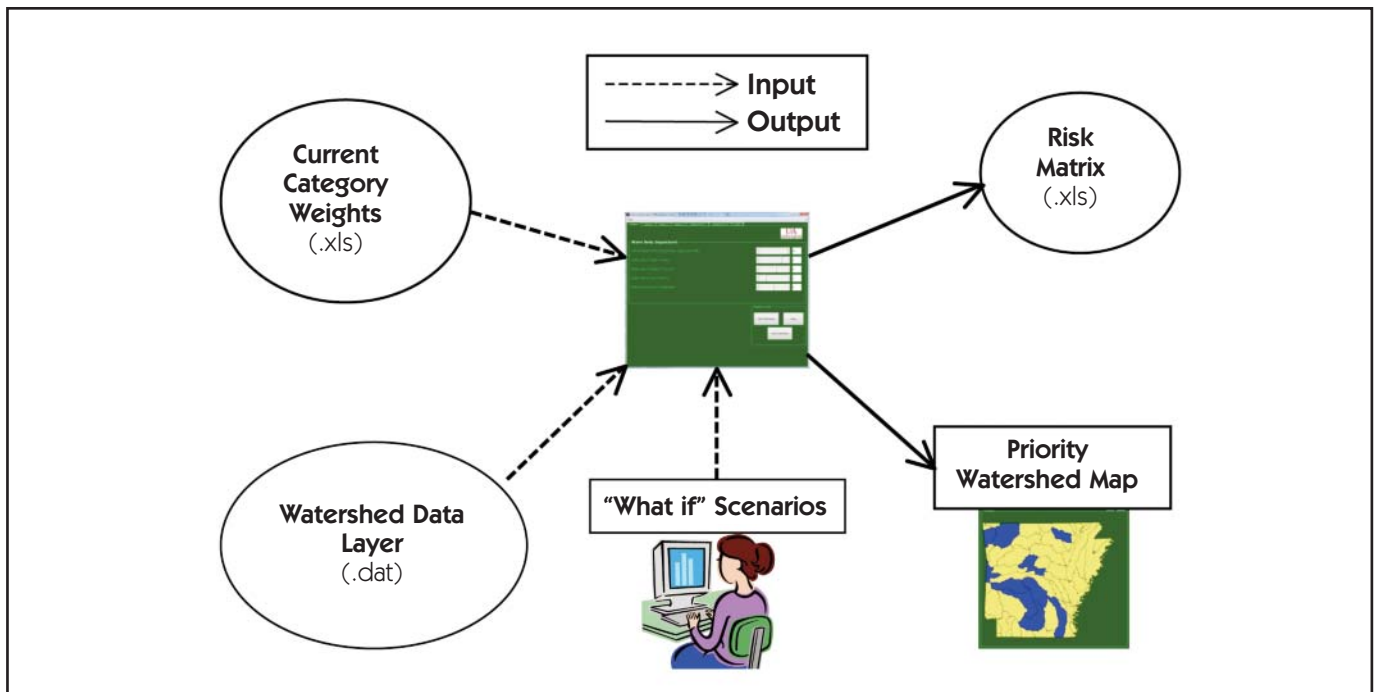 Input
Output
Current
Category
Weights
(.xls)
Risk
Matrix
(.xls)
Watershed Data
Layer
(.dat)
“What if” Scenarios
Priority
Watershed Map